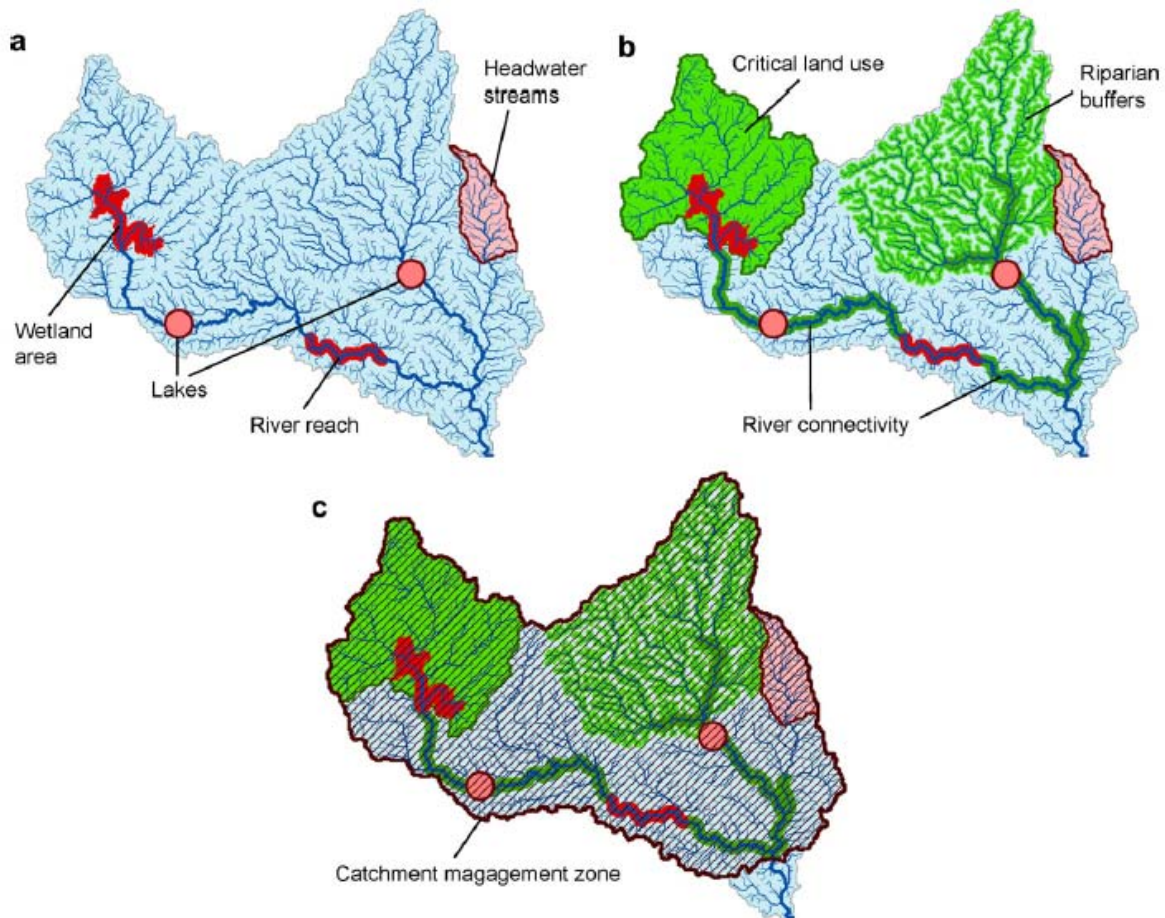 a
Headwater
streams
Wetland
area
Lakes
River reach
b
Critical land use
Riparian
buffers
River connectivity
c
Catchment magagement zone